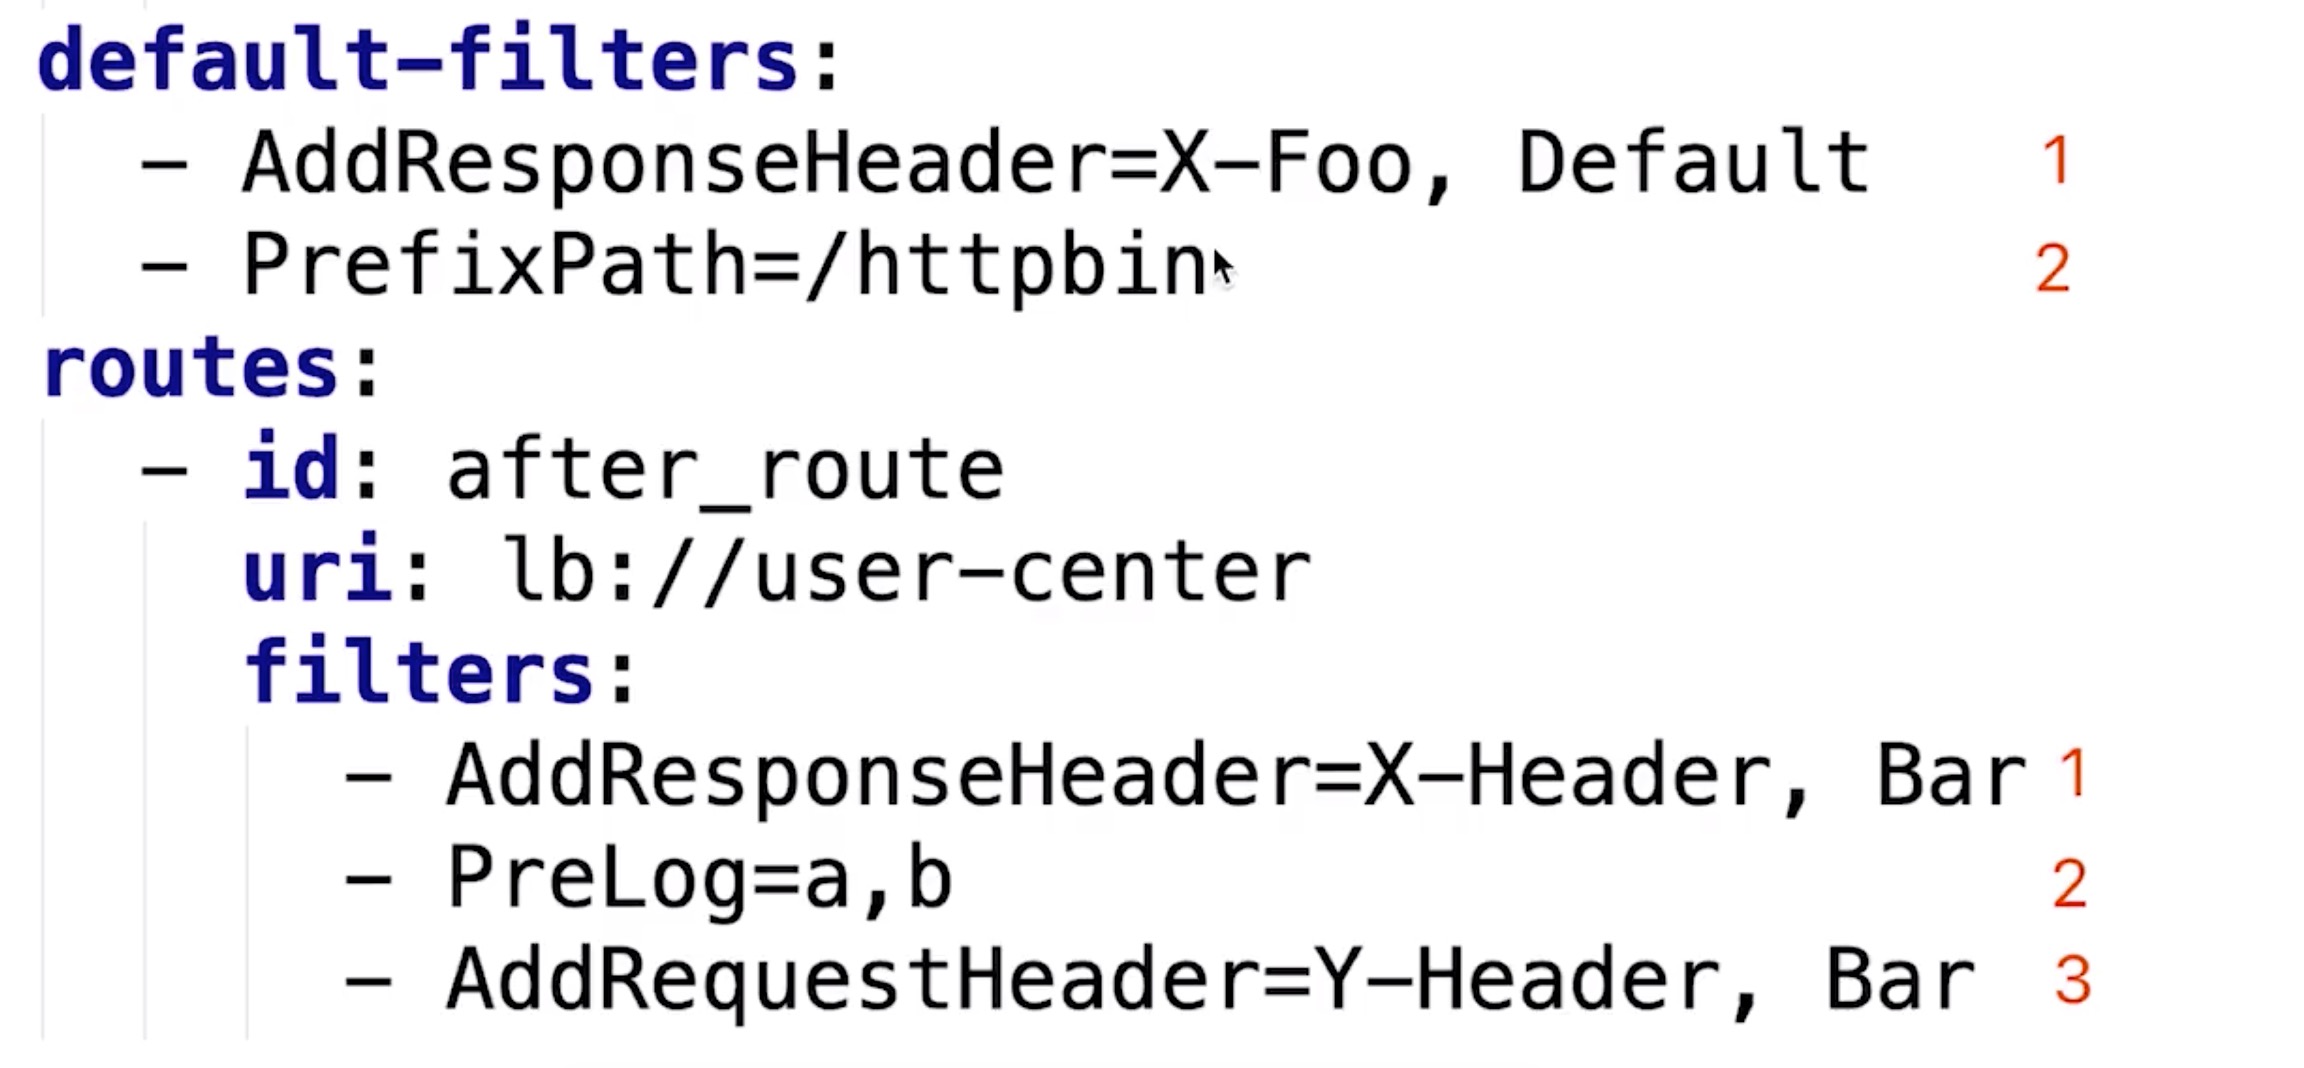 default-filters:
- AddResponseHeader=X-Foo, Default 1
- PrefixPath=/httpbin 2
routes:
- id: after_route
uri: lb://user-center
filters:
- AddResponseHeader=X-Header, Bar 1
- PreLog=a,b 2
- AddRequestHeader=Y-Header, Bar 3